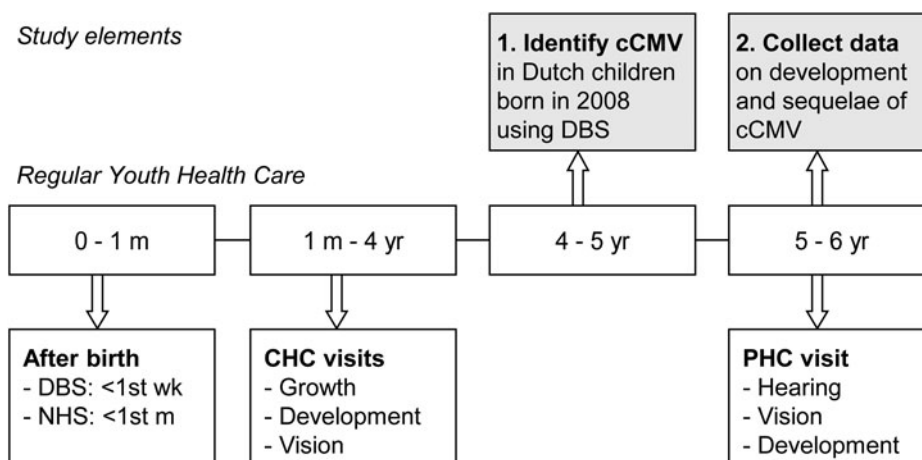 Study elements
1. Identify cCMV
in Dutch children
born in 2008
using DBS
2. Collect data
on development
and sequelae of
cCMV
Regular Youth Health Care
0 - 1 m
1 m - 4 yr
4 - 5 yr
5 - 6 yr
After birth
- DBS: <1st wk
- NHS: <1st m
CHC visits
- Growth
- Development
- Vision
PHC visit
- Hearing
- Vision
- Development